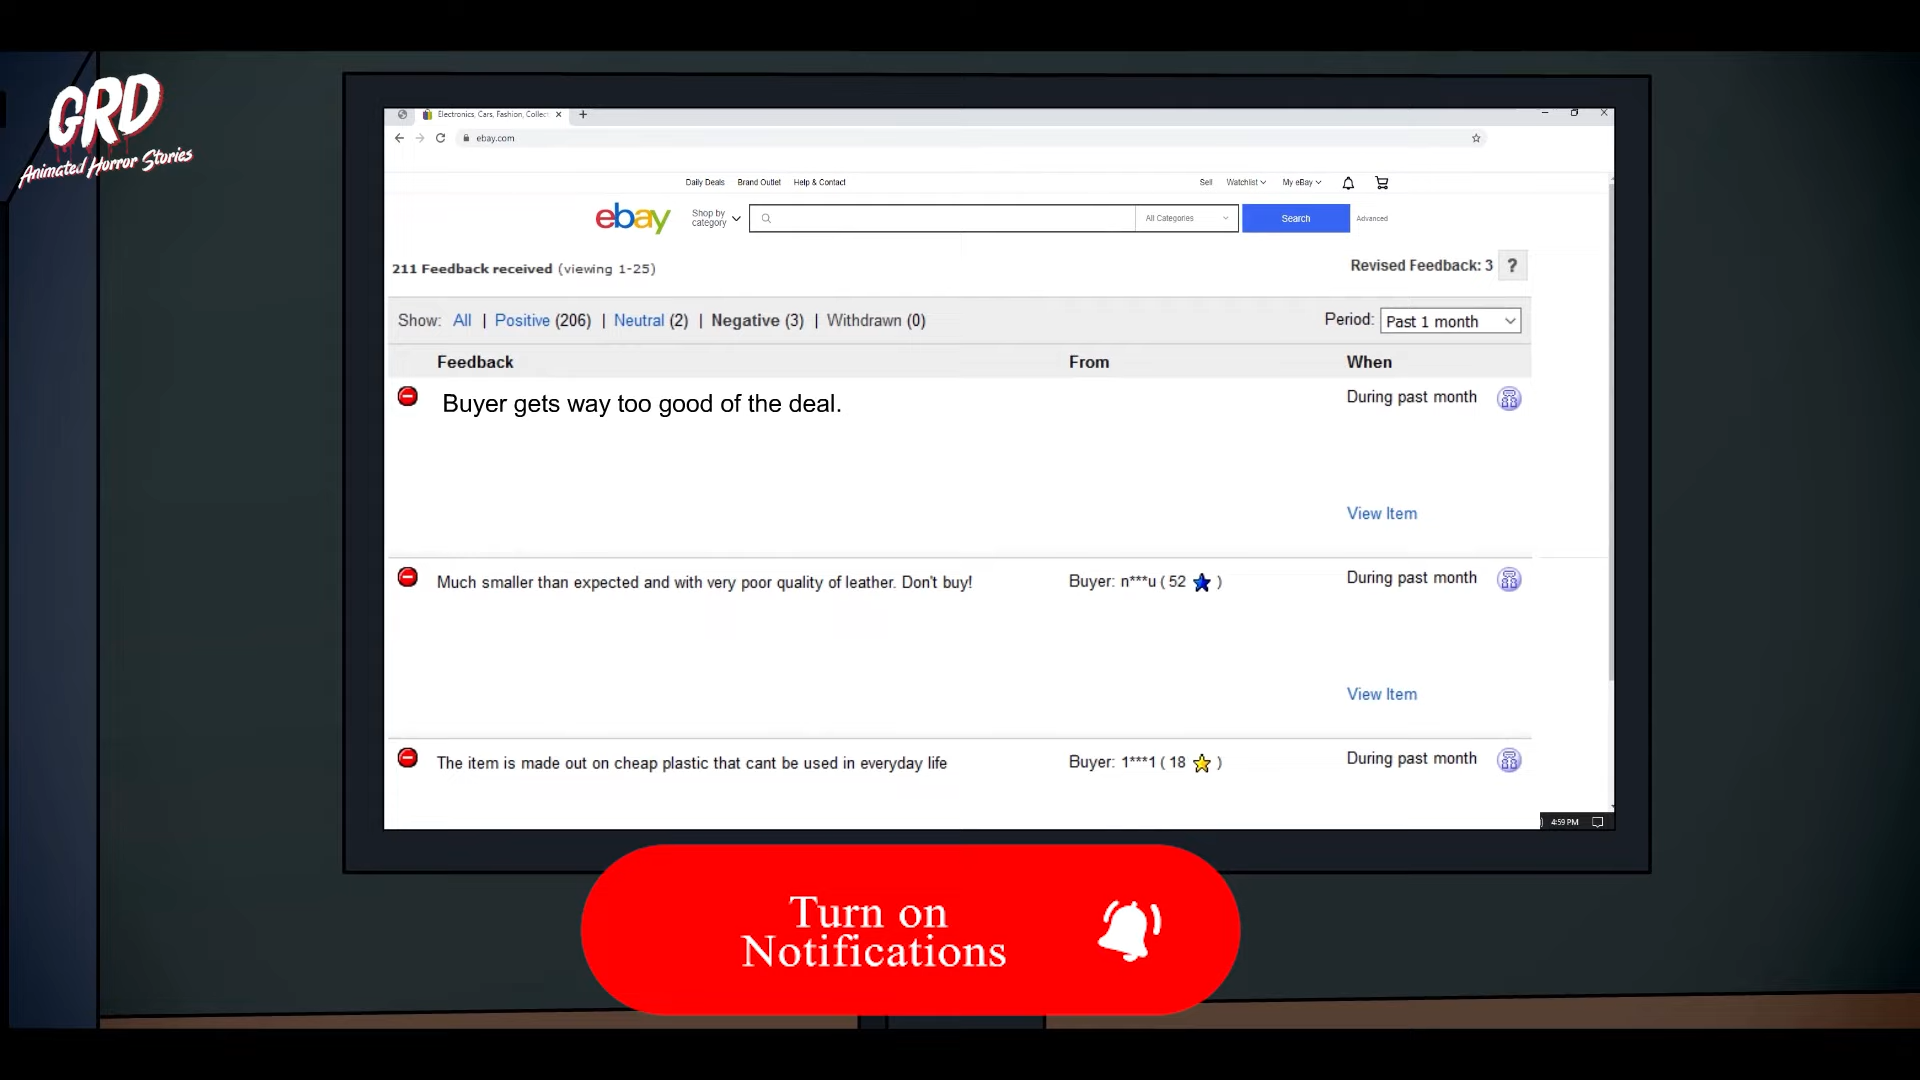 GRD
Animated Horror Stories
Electronics, Cars, Fashion, Collect
ebay.com
Daily Deals Brand Outlet Help & Contact Sell Watchlist My eBay
ebay Shop by category All Categories Search Advanced
211 Feedback received (viewing 1-25) Revised Feedback: 3 ?
Show: All | Positive (206) | Neutral (2) | Negative (3) | Withdrawn (0) Period: Past 1 month
Feedback From When
Buyer gets way too good of the deal. During past month
View Item
Much smaller than expected and with very poor quality of leather. Don't buy! Buyer: n***u ( 52 ) During past month
View Item
The item is made out on cheap plastic that cant be used in everyday life Buyer: 1***1 ( 18 ) During past month
4:59 PM
Turn on
Notifications